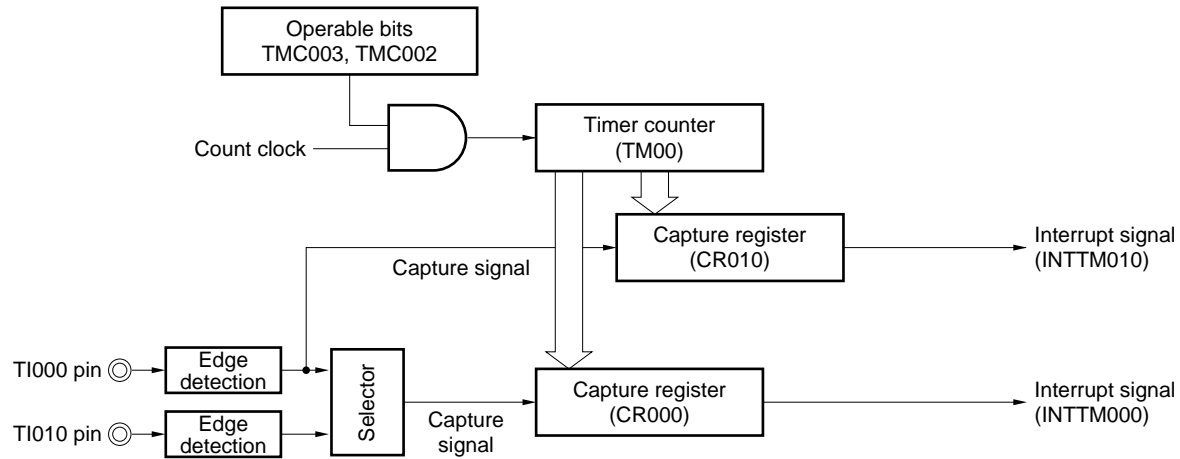 Operable bits
TMC003, TMC002
Timer counter
(TM00)
Count clock
Capture register
(CR010)
Interrupt signal
(INTTM010)
Capture signal
TI000 pin
Edge
detection
Selector
Capture register
(CR000)
Interrupt signal
(INTTM000)
Capture
signal
TI010 pin
Edge
detection